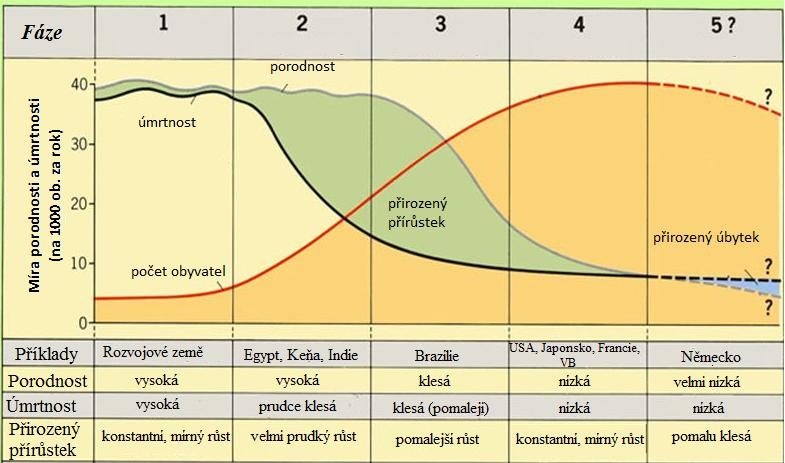 Fáze 1 2 3 4 5 ?
porodnost
úmrtnost
počet obyvatel
přirozený
přírůstek
přirozený úbytek
?
?
?
Míra porodnosti a úmrtnosti
(na 1000 ob. za rok)
40
30
20
10
0
Příklady Rozvojové země Egypt, Keňa, Indie Brazilie USA, Japonsko, Francie, VB Německo
Porodnost vysoká vysoká klesá nízká velmi nizká
Úmrtnost vysoká prudce klesá klesá (pomaleji) nízká nízká
Přirozený přírůstek konstantní, mírný růst velmi prudký růst pomalejší růst konstantní, mírný růst pomalu klesá